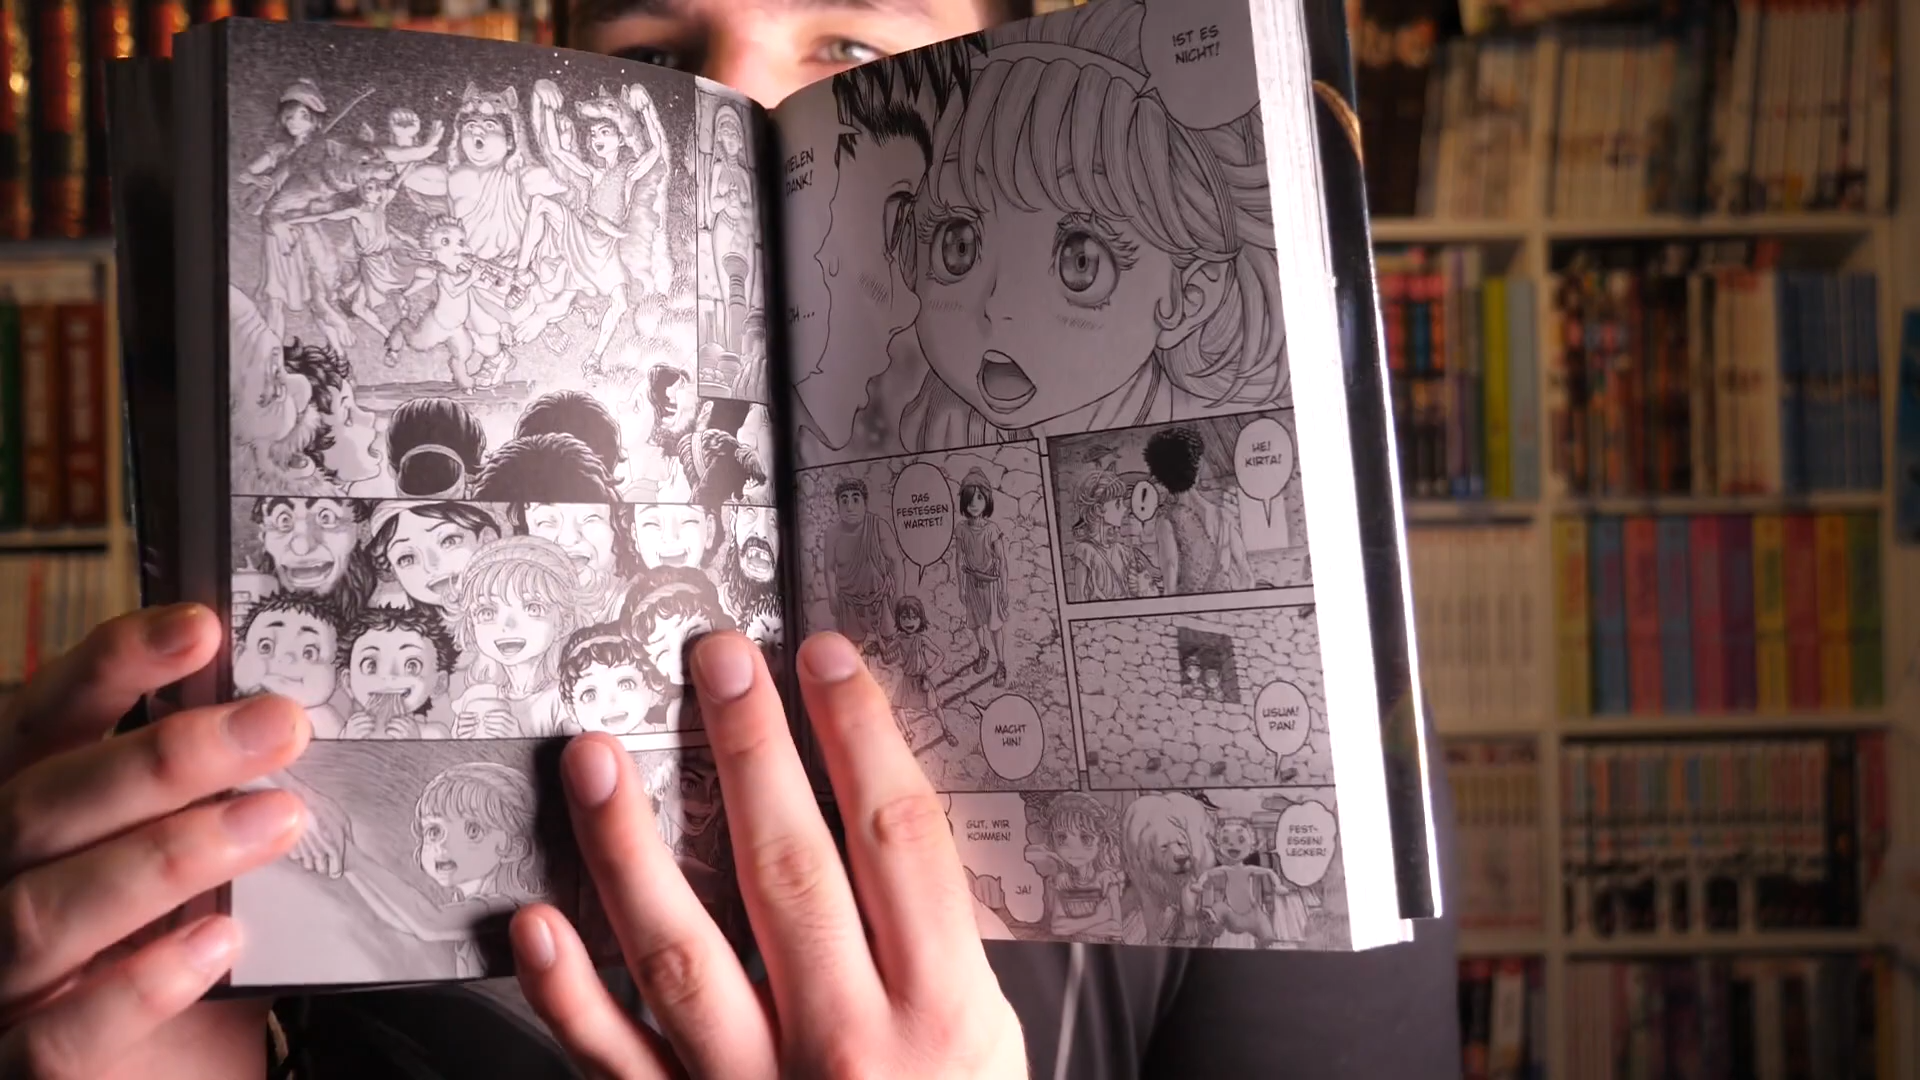 IST ES
NICHT!
VIELEN
DANK!
OH ...
HE!
KIRTA!
DAS
FESTESSEN
WARTET!
!
MACHT
HIN!
USUM!
PAN!
GUT, WIR
KOMMEN!
JA!
FEST-
ESSEN!
LECKER!